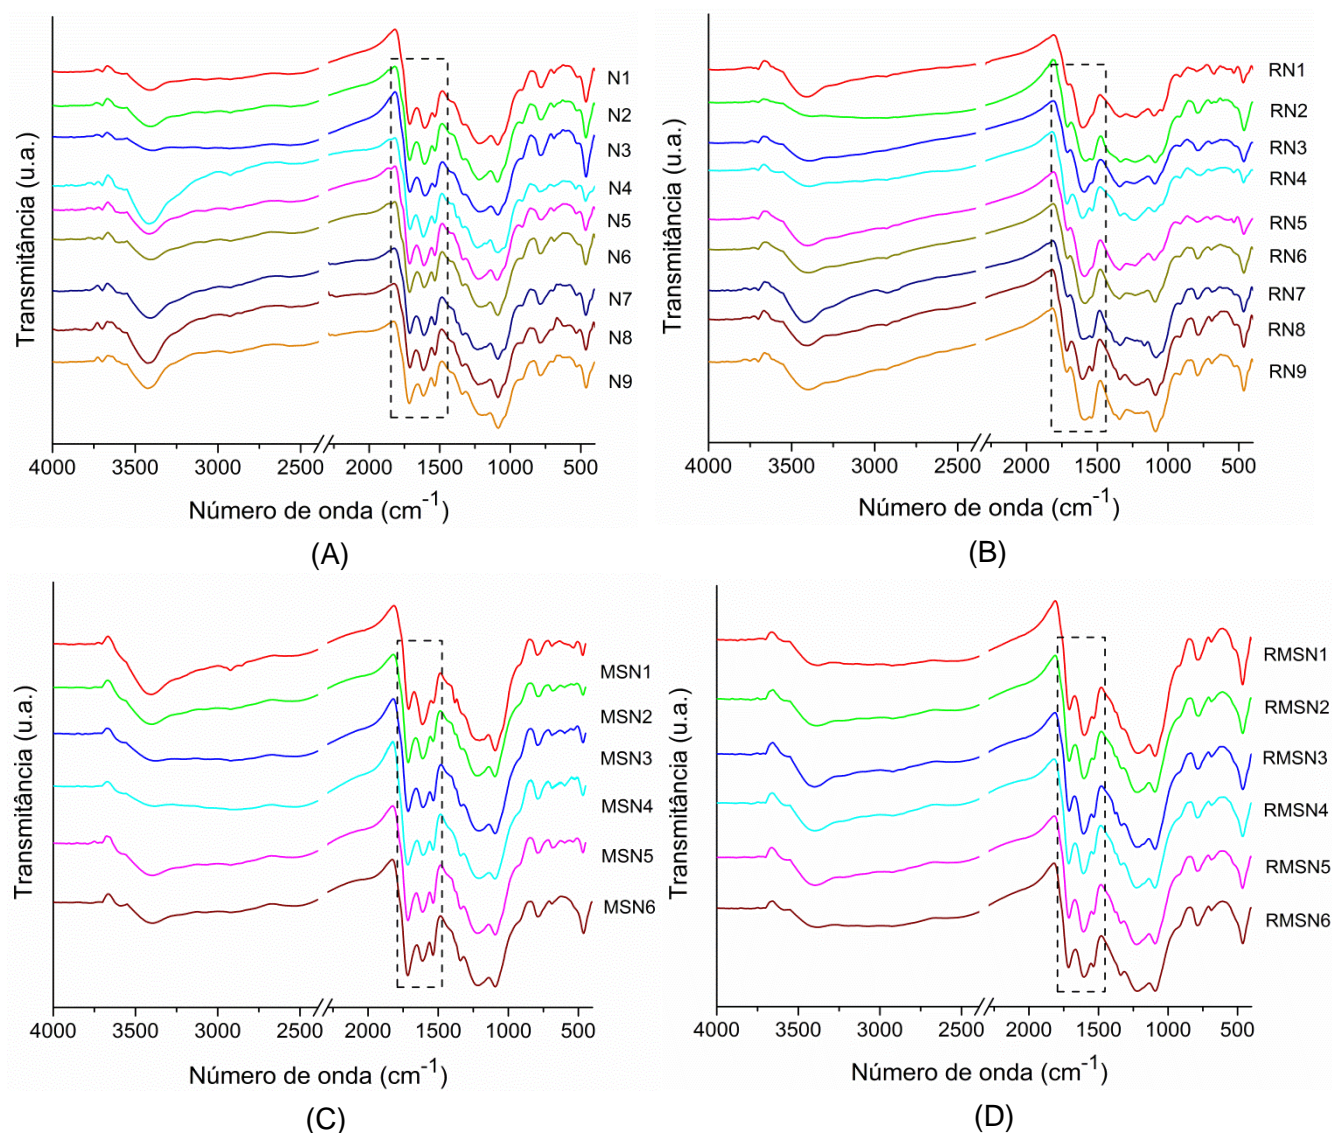 Transmitância (u.a.)
N1
N2
N3
N4
N5
N6
N7
N8
N9
4000 3500 3000 2500 2000 1500 1000 500
Número de onda (cm-1)
(A)
Transmitância (u.a.)
RN1
RN2
RN3
RN4
RN5
RN6
RN7
RN8
RN9
4000 3500 3000 2500 2000 1500 1000 500
Número de onda (cm-1)
(B)
Transmitância (u.a.)
MSN1
MSN2
MSN3
MSN4
MSN5
MSN6
4000 3500 3000 2500 2000 1500 1000 500
Número de onda (cm-1)
(C)
Transmitância (u.a.)
RMSN1
RMSN2
RMSN3
RMSN4
RMSN5
RMSN6
4000 3500 3000 2500 2000 1500 1000 500
Número de onda (cm-1)
(D)